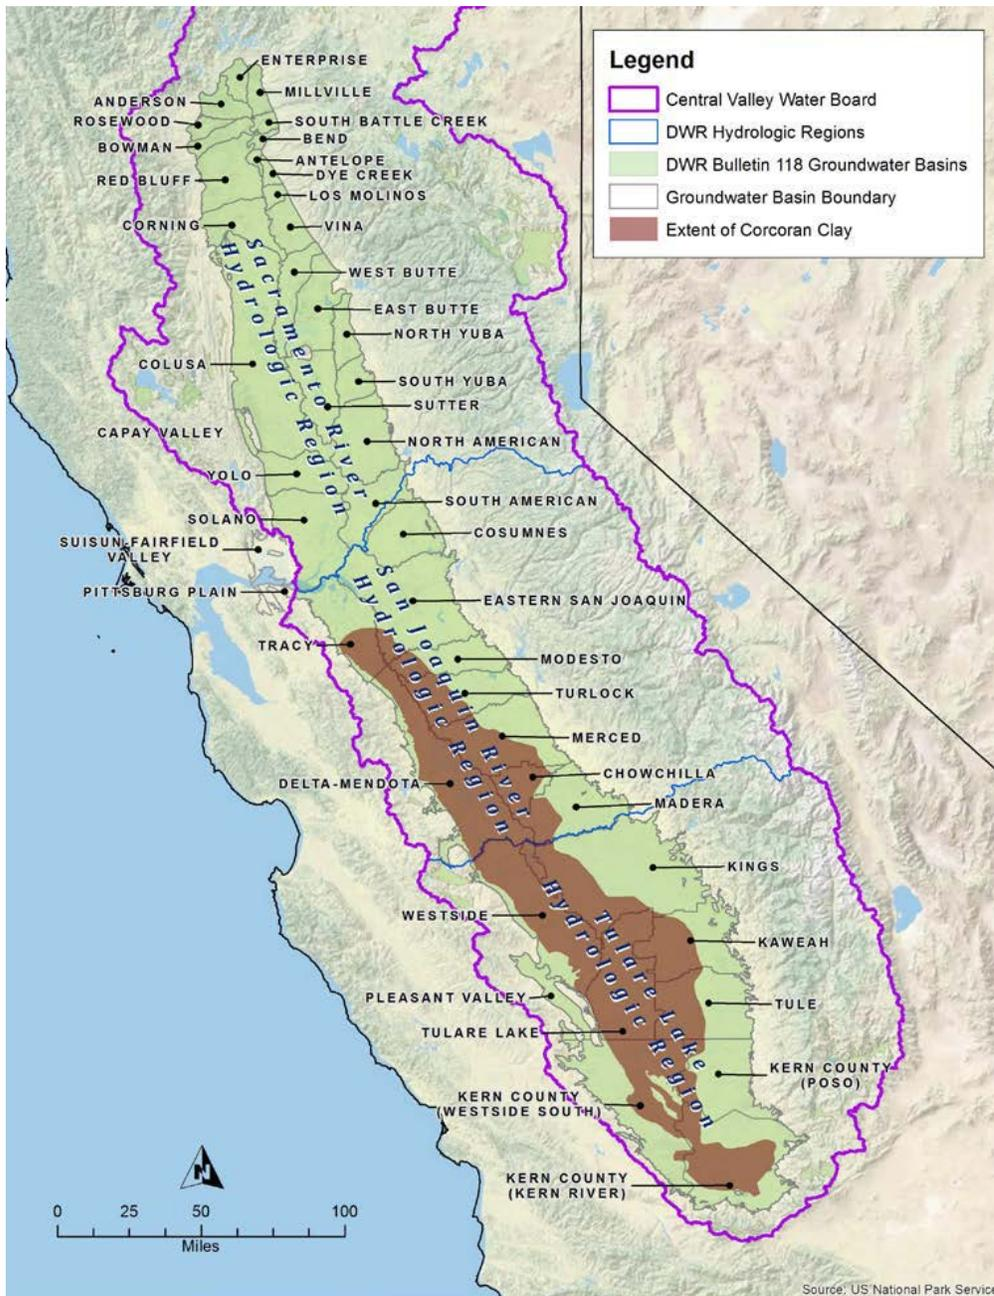 Legend
Central Valley Water Board
DWR Hydrologic Regions
DWR Bulletin 118 Groundwater Basins
Groundwater Basin Boundary
Extent of Corcoran Clay
ENTERPRISE
MILLVILLE
ANDERSON
SOUTH BATTLE CREEK
ROSEWOOD
BEND
BOWMAN
ANTELOPE
DYE CREEK
RED BLUFF
LOS MOLINOS
CORNING
VINA
WEST BUTTE
EAST BUTTE
NORTH YUBA
Sacramento River
Hydrologic Region
COLUSA
SOUTH YUBA
SUTTER
CAPAY VALLEY
NORTH AMERICAN
YOLO
SOUTH AMERICAN
SOLANO
COSUMNES
SUISUN-FAIRFIELD
VALLEY
PITTSBURG PLAIN
EASTERN SAN JOAQUIN
San Joaquin River
Hydrologic Region
TRACY
MODESTO
TURLOCK
MERCED
CHOWCHILLA
DELTA-MENDOTA
MADERA
KINGS
WESTSIDE
KAWEAH
Tulare Lake
Hydrologic Region
PLEASANT VALLEY
TULE
TULARE LAKE
KERN COUNTY
(POSO)
KERN COUNTY
(WESTSIDE SOUTH)
KERN COUNTY
(KERN RIVER)
N
0 25 50 100
Miles
Source: US National Park Service